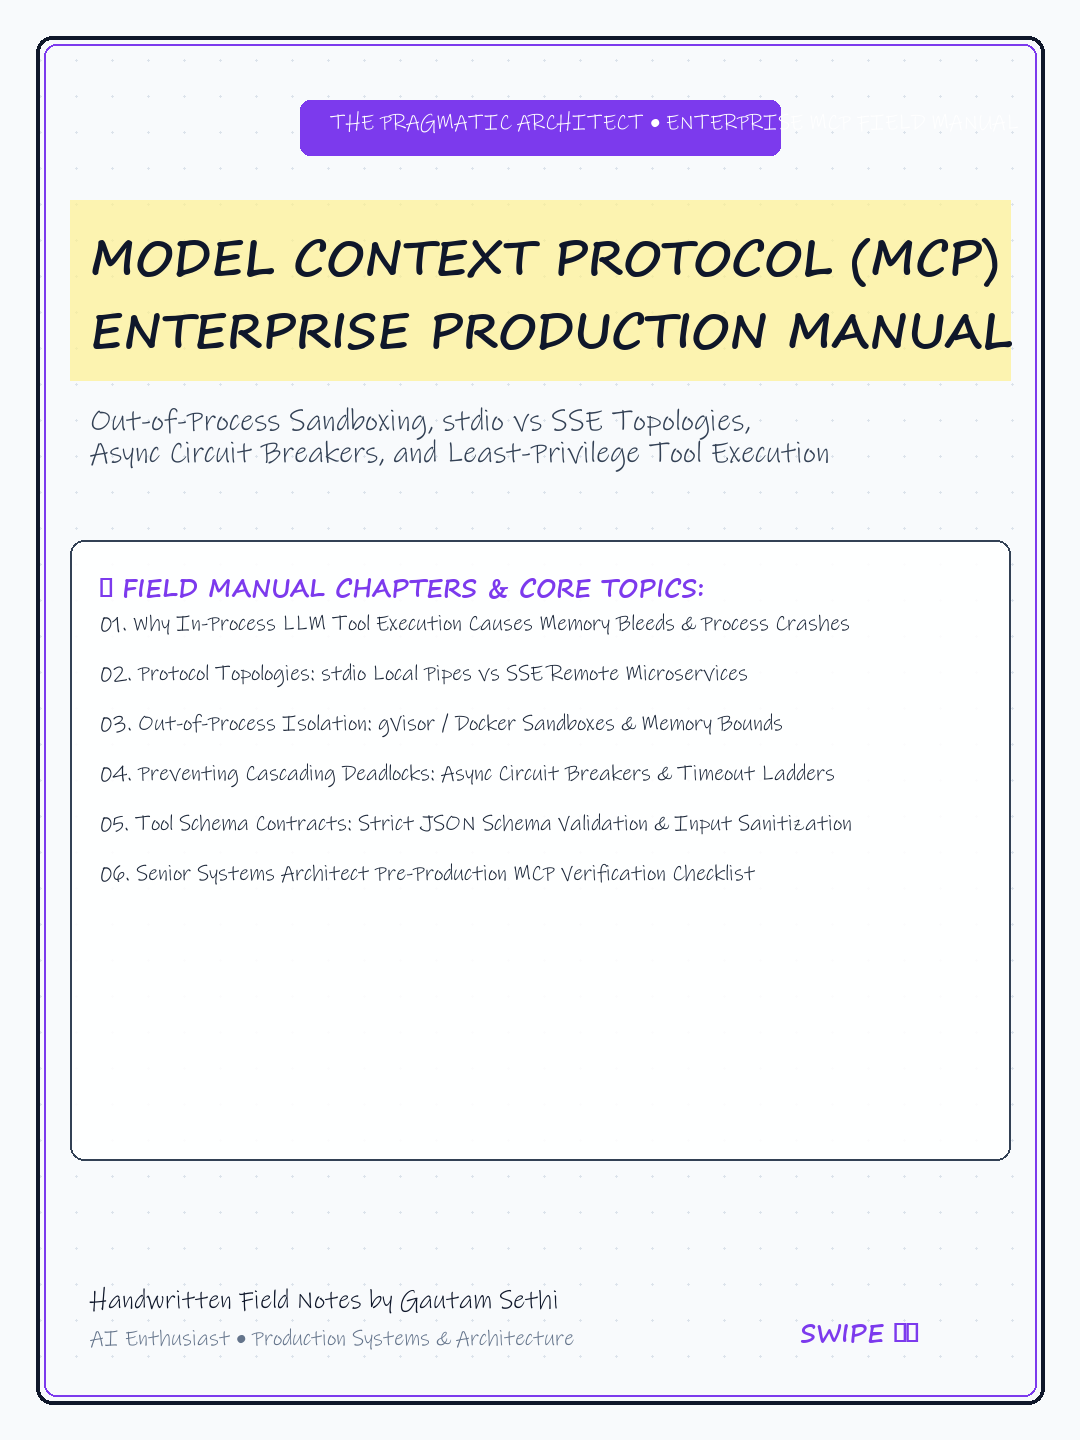 THE PRAGMATIC ARCHITECT • ENTERPRISE MCP FIELD MANUAL
MODEL CONTEXT PROTOCOL (MCP)
ENTERPRISE PRODUCTION MANUAL
Out-of-Process Sandboxing, stdio vs SSE Topologies,
Async Circuit Breakers, and Least-Privilege Tool Execution
FIELD MANUAL CHAPTERS & CORE TOPICS:
01. Why In-Process LLM Tool Execution Causes Memory Bleeds & Process Crashes
02. Protocol Topologies: stdio Local Pipes vs SSE Remote Microservices
03. Out-of-Process Isolation: gVisor / Docker Sandboxes & Memory Bounds
04. Preventing Cascading Deadlocks: Async Circuit Breakers & Timeout Ladders
05. Tool Schema Contracts: Strict JSON Schema Validation & Input Sanitization
06. Senior Systems Architect Pre-Production MCP Verification Checklist
Handwritten Field Notes by Gautam Sethi
AI Enthusiast • Production Systems & Architecture
SWIPE